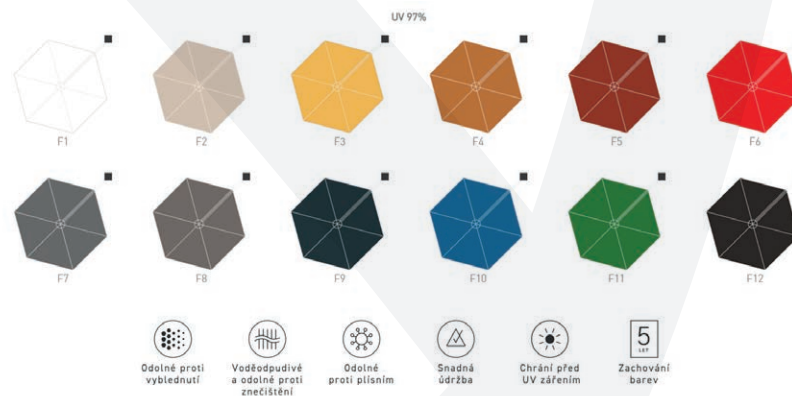 UV 97%
F1
F2
F3
F4
F5
F6
F7
F8
F9
F10
F11
F12
Odolné proti
vyblednutí
Voděodpudivé
a odolné proti
znečištění
Odolné
proti plísním
Snadná
údržba
Chrání před
UV zářením
5
LET
Zachování
barev